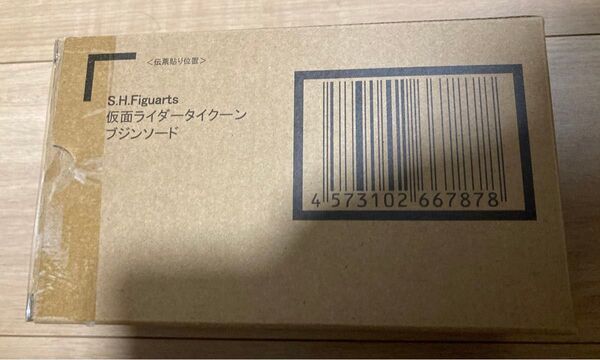 <伝票貼り位置>
S.H.Figuarts
仮面ライダータイクーン
ブジンソード
4 573102 667878